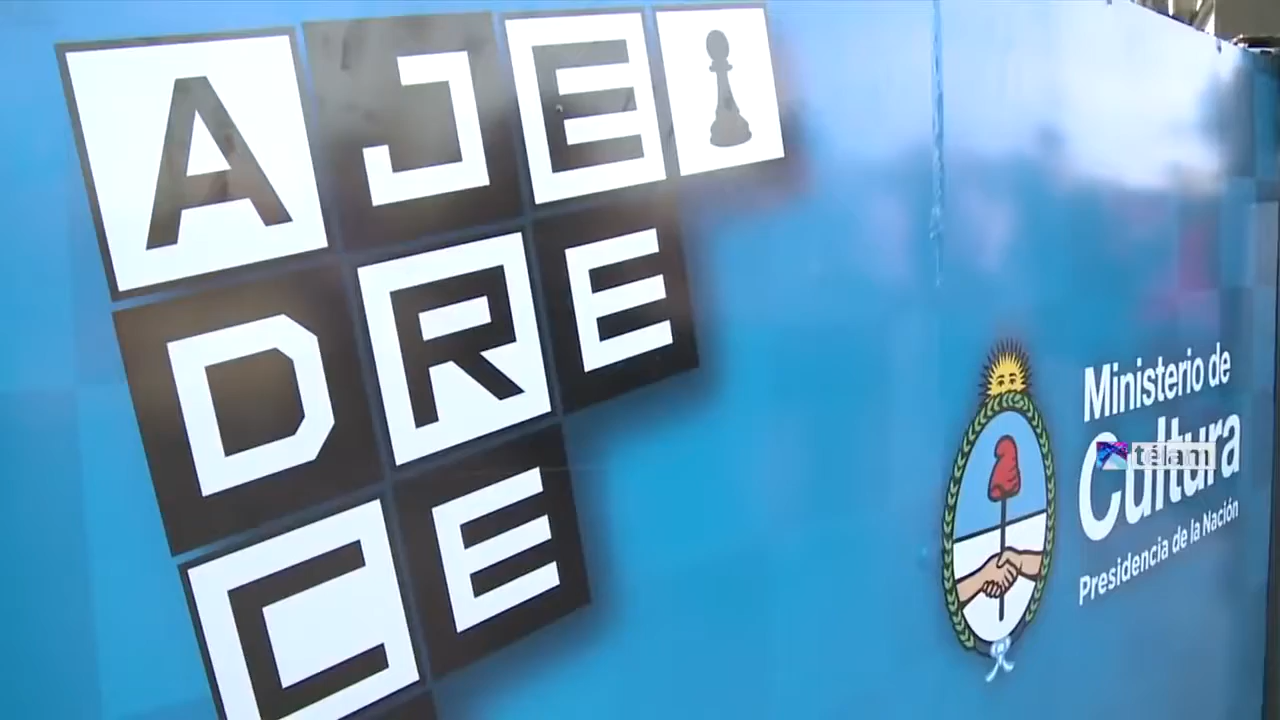 AJE
DRE
CE
Ministerio de
Cultura
Presidencia de la Nación
télam